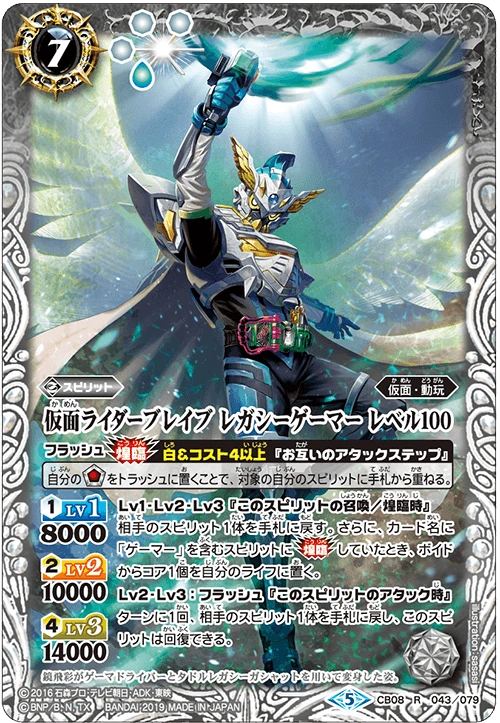 7
スピリット
仮面・動玩
仮面ライダーブレイブ レガシーゲーマー レベル100
フラッシュ 煌臨 白&コスト4以上『お互いのアタックステップ』
自分の をトラッシュに置くことで、対象の自分のスピリットに手札から重ねる。
1 LV1 8000
2 LV2 10000
4 LV3 14000
Lv1・Lv2・Lv3『このスピリットの召喚/煌臨時』
相手のスピリット1体を手札に戻す。さらに、カード名に
「ゲーマー」を含むスピリットに 煌臨 していたとき、ボイド
からコア1個を自分のライフに置く。
Lv2・Lv3:フラッシュ『このスピリットのアタック時』
ターンに1回、相手のスピリット1体を手札に戻し、このスピ
リットは回復できる。
鏡飛彩がゲーマドライバーとタドルレガシーガシャットを用いて変身した姿。
illustration sasasi
©2016 石森プロ・テレビ朝日・ADK・東映
©BNP/B, N, TX BANDAI 2019 MADE IN JAPAN
5 CB08 R 043/079